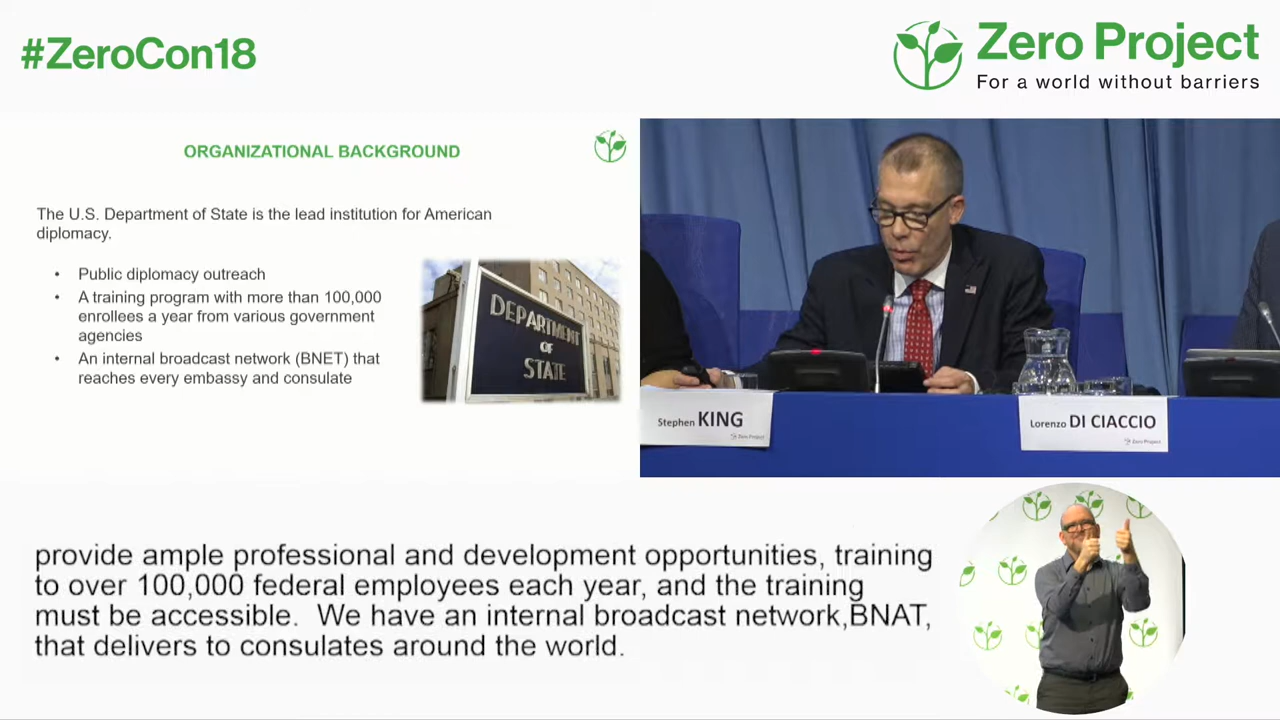 #ZeroCon18
Zero Project
For a world without barriers
ORGANIZATIONAL BACKGROUND
The U.S. Department of State is the lead institution for American
diplomacy.
• Public diplomacy outreach
• A training program with more than 100,000
enrollees a year from various government
agencies
• An internal broadcast network (BNET) that
reaches every embassy and consulate
DEPARTMENT
OF
STATE
Stephen KING
Zero Project
Lorenzo DI CIACCIO
Zero Project
provide ample professional and development opportunities, training
to over 100,000 federal employees each year, and the training
must be accessible.  We have an internal broadcast network,BNAT,
that delivers to consulates around the world.